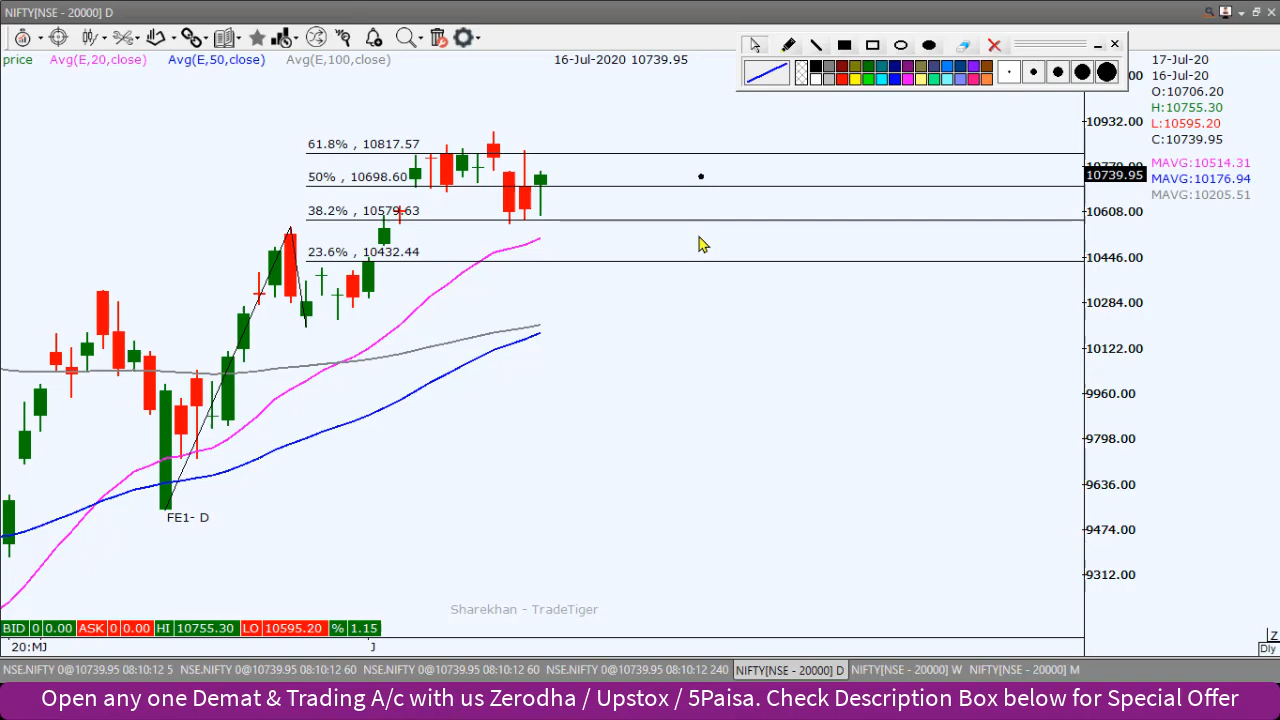 NIFTY[NSE - 20000] D
price Avg(E,20,close) Avg(E,50,close) Avg(E,100,close) 16-Jul-2020 10739.95
17-Jul-20
16-Jul-20
O:10706.20
H:10755.30
L:10595.20
C:10739.95
MAVG:10514.31
MAVG:10176.94
MAVG:10205.51
10932.00
10739.95
10608.00
10446.00
10284.00
10122.00
9960.00
9798.00
9636.00
9474.00
9312.00
61.8% , 10817.57
50% , 10698.60
38.2% , 10579.63
23.6% , 10432.44
FE1- D
Sharekhan - TradeTiger
BID 0 0.00 ASK 0 0.00 HI 10755.30 LO 10595.20 % 1.15
20:MJ J
Z
Dly
NSE.NIFTY 0@10739.95 08:10:12 5 NSE.NIFTY 0@10739.95 08:10:12 60 NSE.NIFTY 0@10739.95 08:10:12 60 NSE.NIFTY 0@10739.95 08:10:12 240 NIFTY[NSE - 20000] D NIFTY[NSE - 20000] W NIFTY[NSE - 20000] M
Open any one Demat & Trading A/c with us Zerodha / Upstox / 5Paisa. Check Description Box below for Special Offer